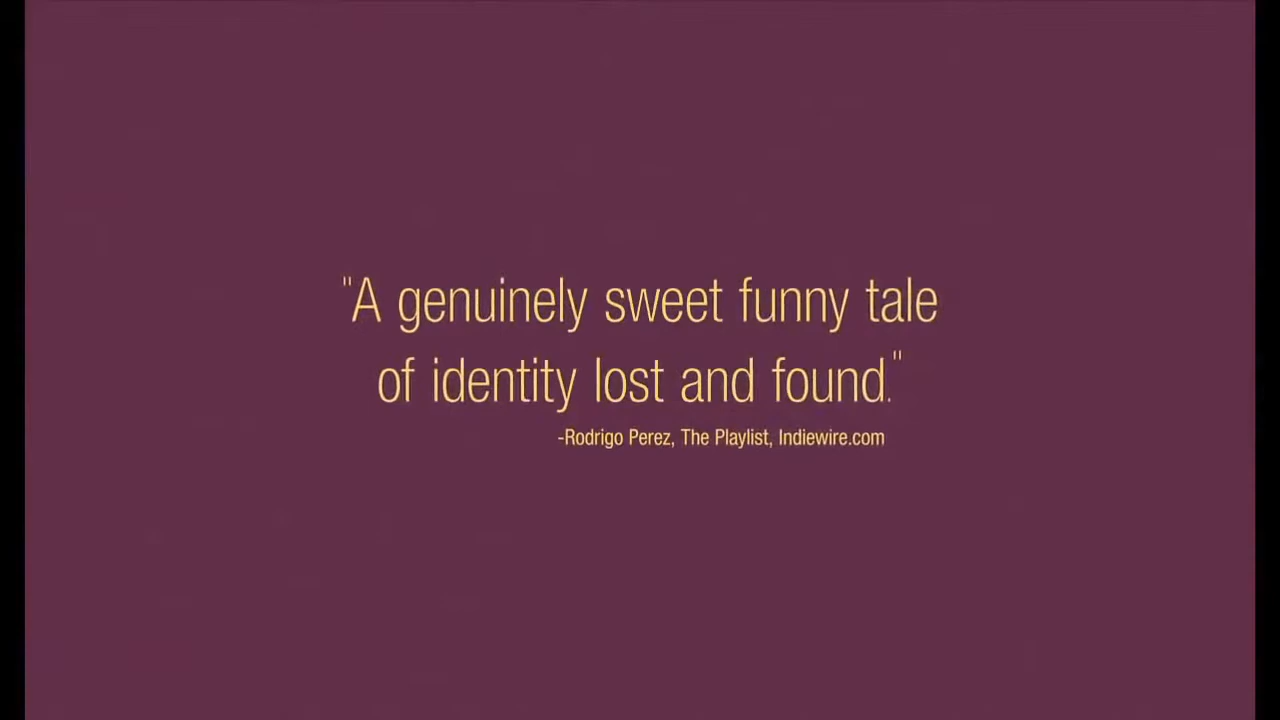 "A genuinely sweet funny tale
of identity lost and found."
-Rodrigo Perez, The Playlist, Indiewire.com